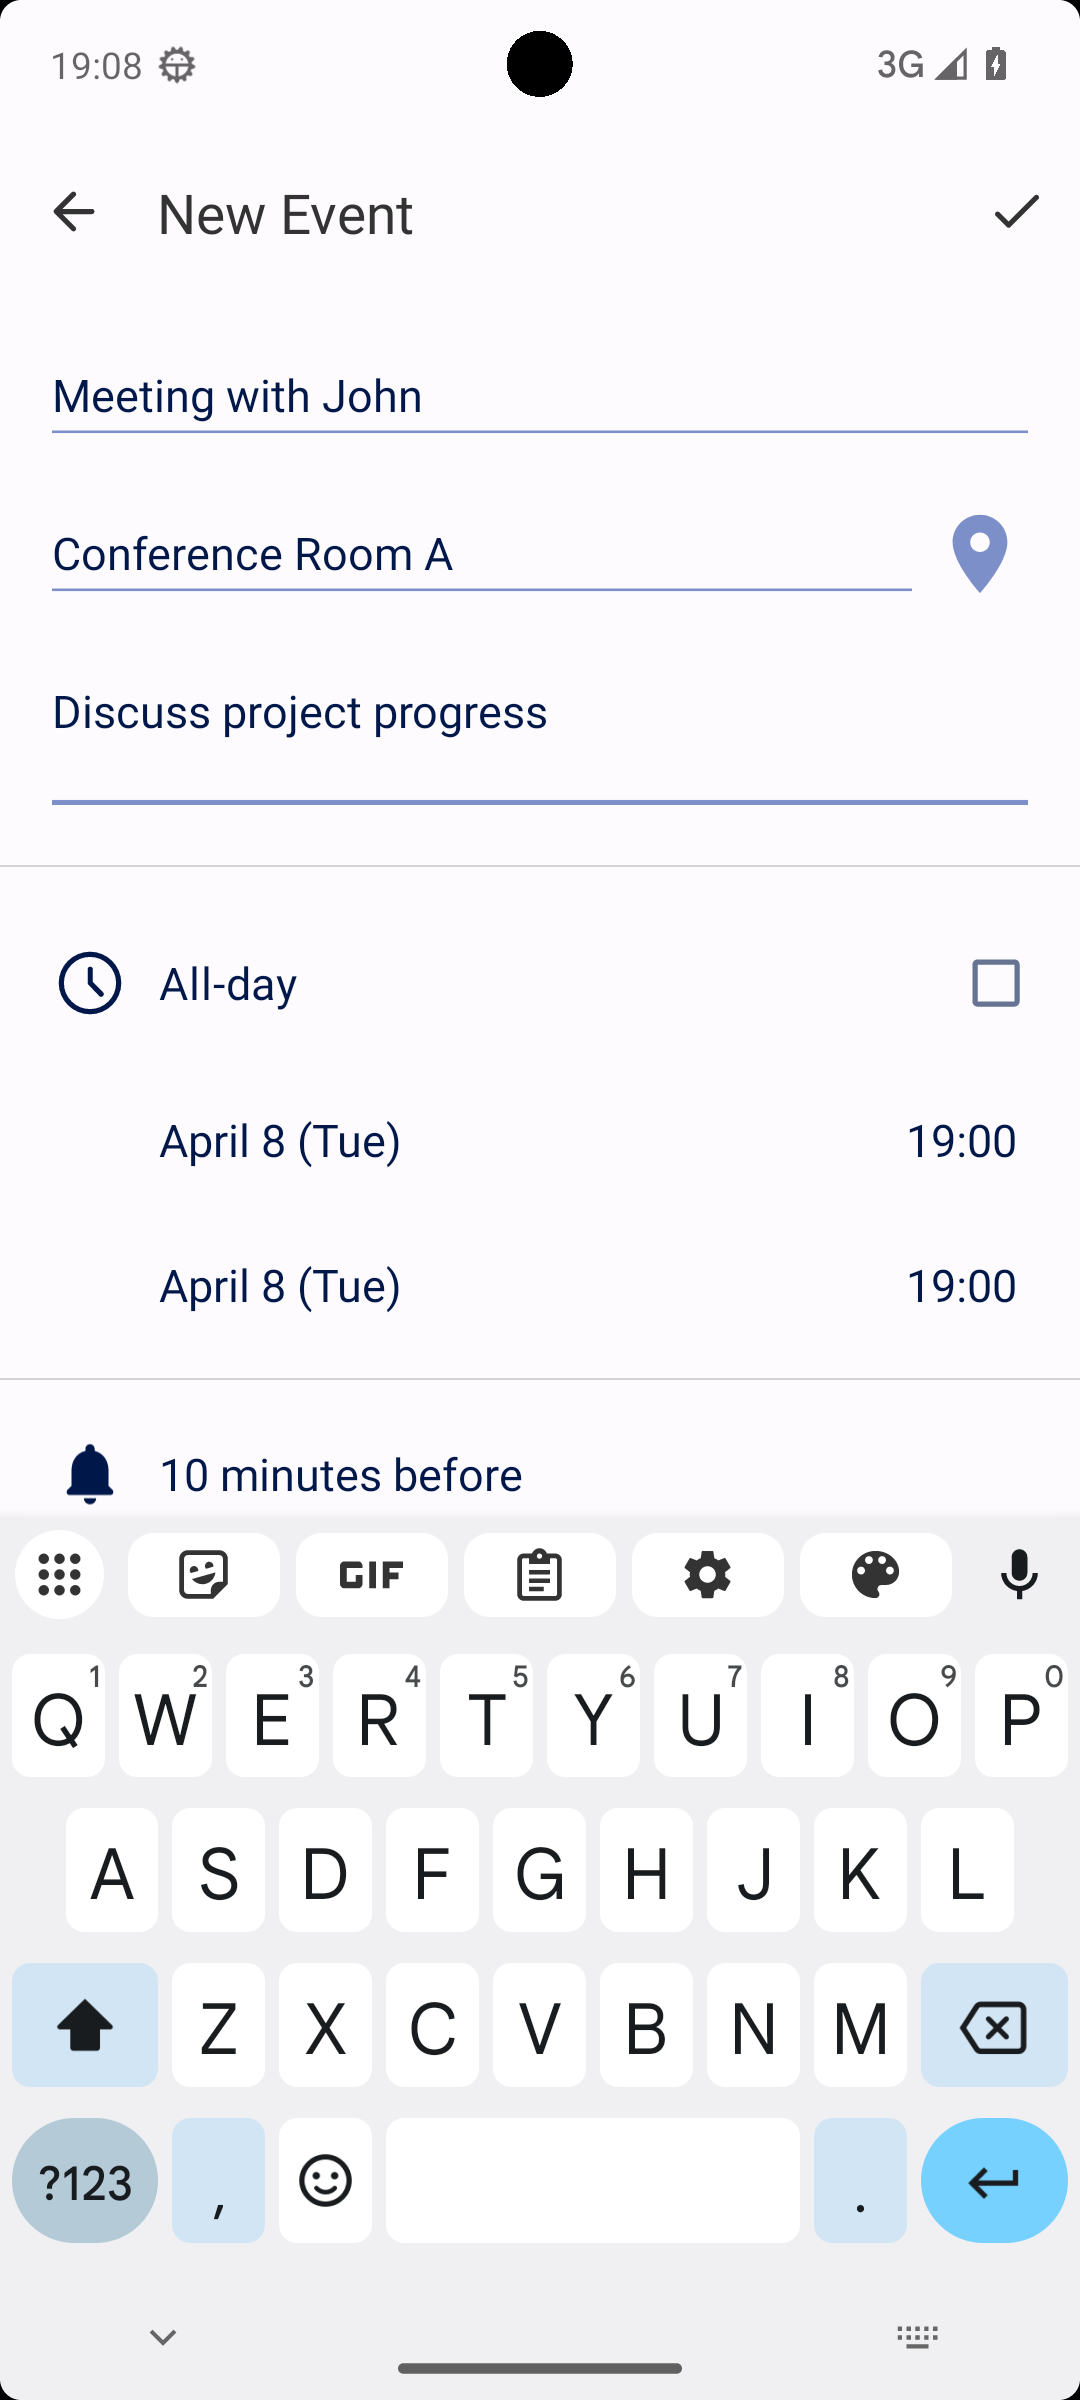 19:08
3G
New Event
Meeting with John
Conference Room A
Discuss project progress
All-day
April 8 (Tue) 19:00
April 8 (Tue) 19:00
10 minutes before
GIF
Q1 W2 E3 R4 T5 Y6 U7 I8 O9 P0
A S D F G H J K L
Z X C V B N M
?123 , .